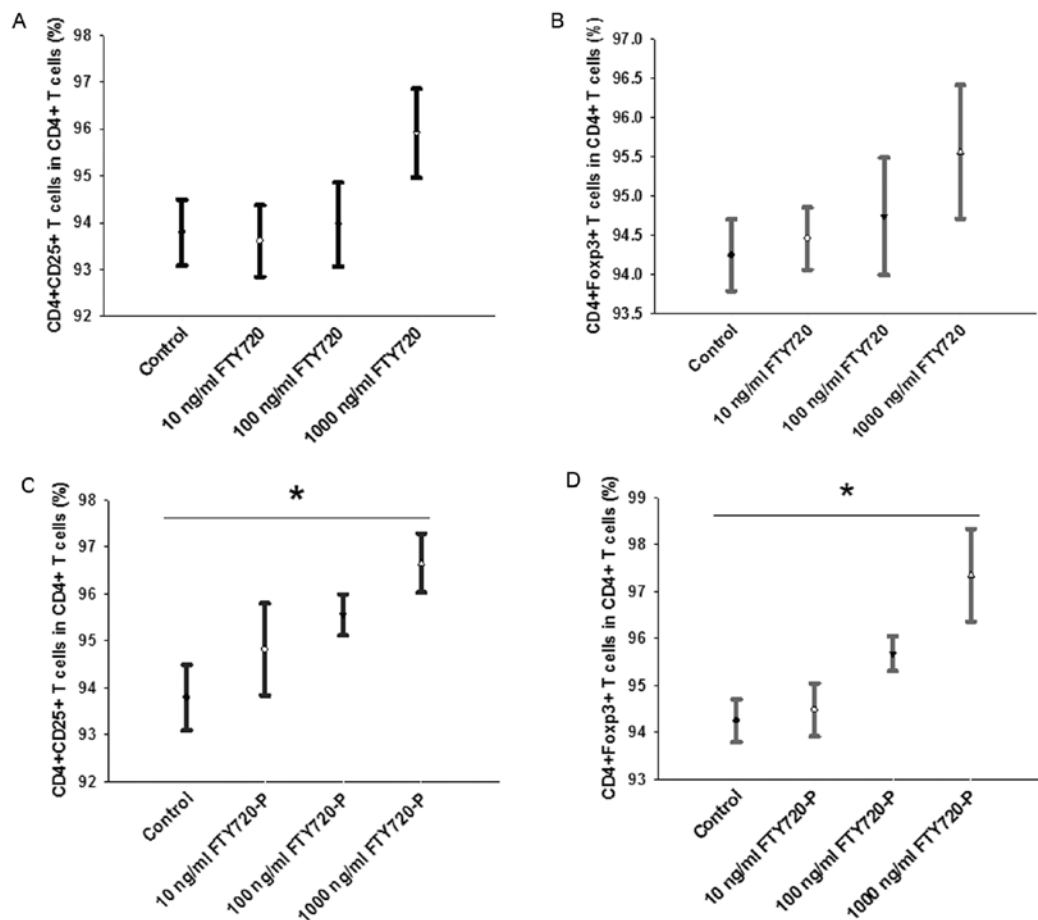 A
CD4+CD25+ T cells in CD4+ T cells (%)
98
97
96
95
94
93
92
Control
10 ng/ml FTY720
100 ng/ml FTY720
1000 ng/ml FTY720
B
CD4+Foxp3+ T cells in CD4+ T cells (%)
97.0
96.5
96.0
95.5
95.0
94.5
94.0
93.5
Control
10 ng/ml FTY720
100 ng/ml FTY720
1000 ng/ml FTY720
C
CD4+CD25+ T cells in CD4+ T cells (%)
98
97
96
95
94
93
92
*
Control
10 ng/ml FTY720-P
100 ng/ml FTY720-P
1000 ng/ml FTY720-P
D
CD4+Foxp3+ T cells in CD4+ T cells (%)
99
98
97
96
95
94
93
*
Control
10 ng/ml FTY720-P
100 ng/ml FTY720-P
1000 ng/ml FTY720-P